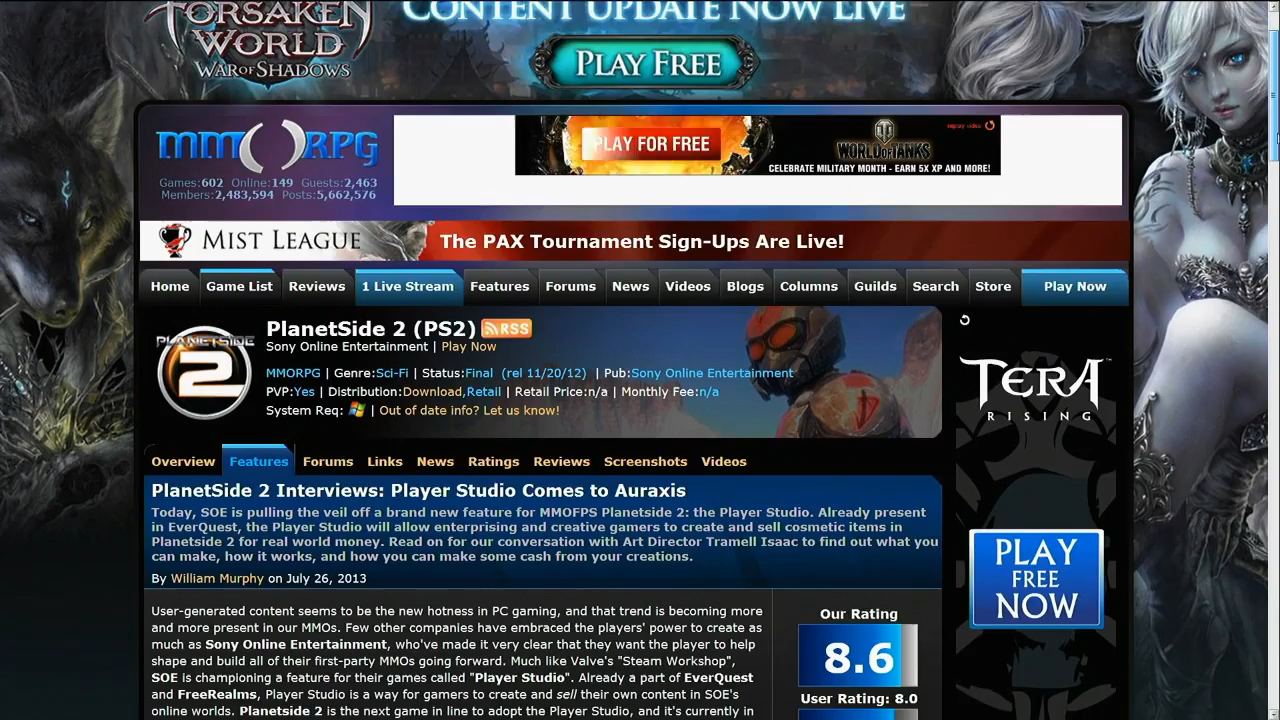 FORSAKEN
WORLD
WAR OF SHADOWS
CONTENT UPDATE NOW LIVE
PLAY FREE
MMORPG
Games:602 Online:149 Guests:2,463
Members:2,483,594 Posts:5,662,576
PLAY FOR FREE
replay video
WORLD OF TANKS
CELEBRATE MILITARY MONTH - EARN 5X XP AND MORE!
MIST LEAGUE
The PAX Tournament Sign-Ups Are Live!
Home Game List Reviews 1 Live Stream Features Forums News Videos Blogs Columns Guilds Search Store Play Now
PLANETSIDE
2
PlanetSide 2 (PS2) RSS
Sony Online Entertainment | Play Now
MMORPG | Genre:Sci-Fi | Status:Final (rel 11/20/12) | Pub:Sony Online Entertainment
PVP:Yes | Distribution:Download,Retail | Retail Price:n/a | Monthly Fee:n/a
System Req: | Out of date info? Let us know!
TERA
RISING
Overview Features Forums Links News Ratings Reviews Screenshots Videos
PlanetSide 2 Interviews: Player Studio Comes to Auraxis
Today, SOE is pulling the veil off a brand new feature for MMOFPS Planetside 2: the Player Studio. Already present
in EverQuest, the Player Studio will allow enterprising and creative gamers to create and sell cosmetic items in
Planetside 2 for real world money. Read on for our conversation with Art Director Tramell Isaac to find out what you
can make, how it works, and how you can make some cash from your creations.
By William Murphy on July 26, 2013
PLAY
FREE
NOW
User-generated content seems to be the new hotness in PC gaming, and that trend is becoming more
and more present in our MMOs. Few other companies have embraced the players' power to create as
much as Sony Online Entertainment, who've made it very clear that they want the player to help
shape and build all of their first-party MMOs going forward. Much like Valve's "Steam Workshop",
SOE is championing a feature for their games called "Player Studio". Already a part of EverQuest
and FreeRealms, Player Studio is a way for gamers to create and sell their own content in SOE's
online worlds. Planetside 2 is the next game in line to adopt the Player Studio, and it's currently in
Our Rating
8.6
User Rating: 8.0